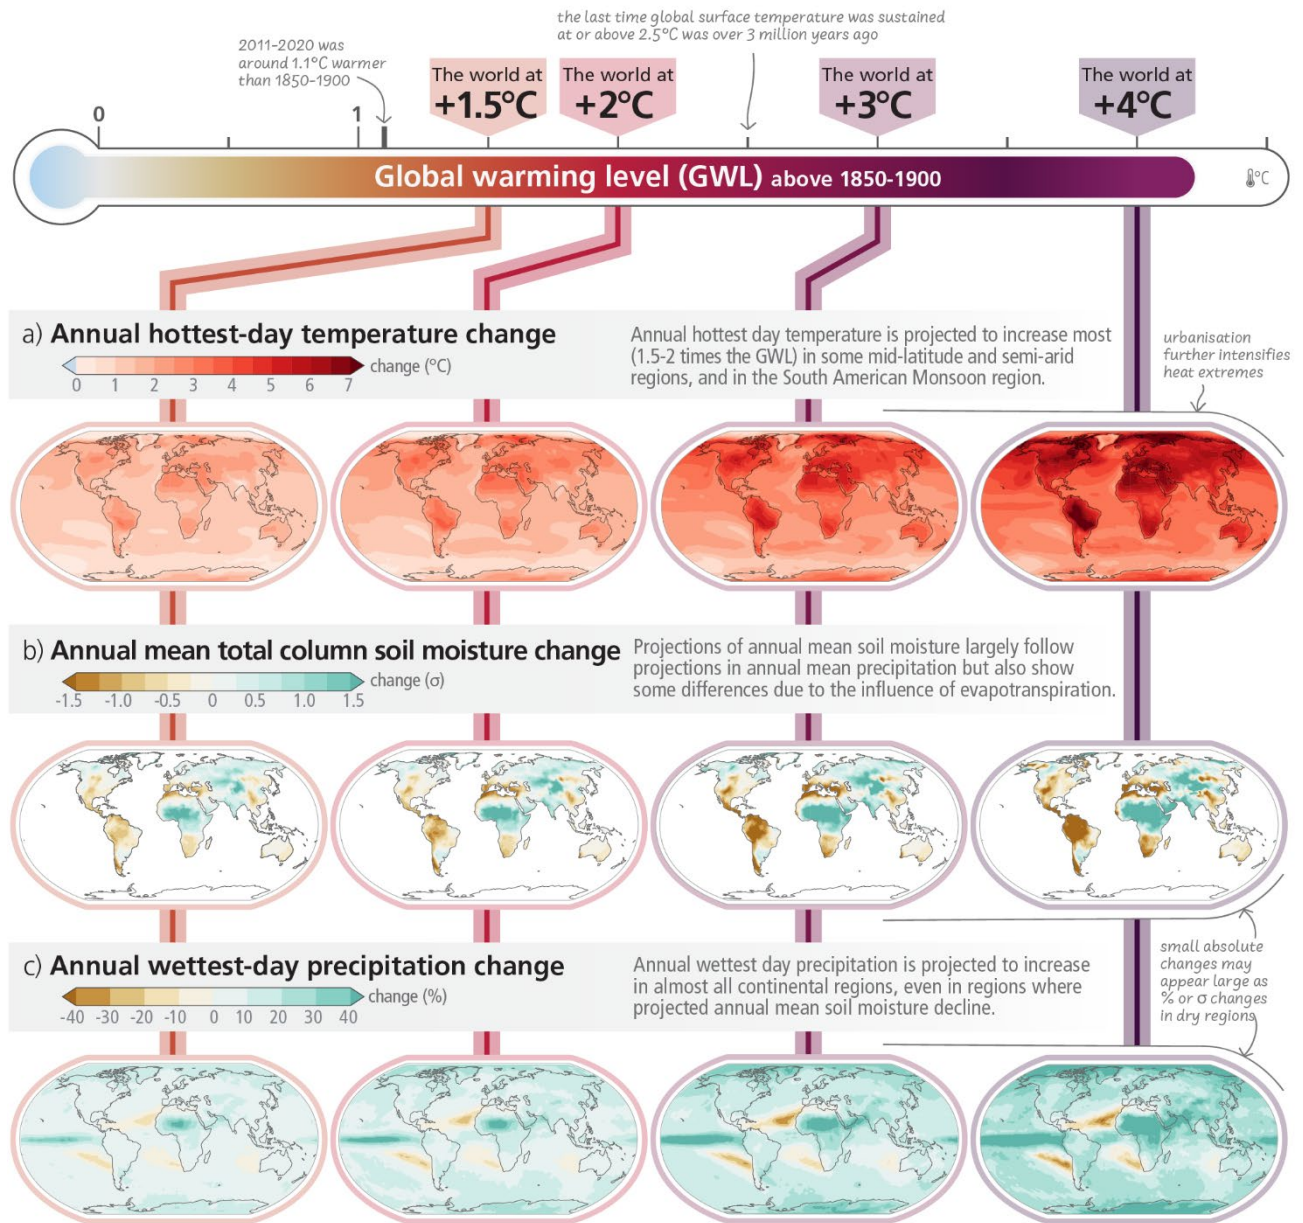 the last time global surface temperature was sustained
at or above 2.5°C was over 3 million years ago
2011-2020 was
around 1.1°C warmer
than 1850-1900
The world at
+1.5°C
The world at
+2°C
The world at
+3°C
The world at
+4°C
0
1
Global warming level (GWL) above 1850-1900
°C
a) Annual hottest-day temperature change
change (°C)
0 1 2 3 4 5 6 7
Annual hottest day temperature is projected to increase most
(1.5-2 times the GWL) in some mid-latitude and semi-arid
regions, and in the South American Monsoon region.
urbanisation
further intensifies
heat extremes
b) Annual mean total column soil moisture change
change (σ)
-1.5 -1.0 -0.5 0 0.5 1.0 1.5
Projections of annual mean soil moisture largely follow
projections in annual mean precipitation but also show
some differences due to the influence of evapotranspiration.
c) Annual wettest-day precipitation change
change (%)
-40 -30 -20 -10 0 10 20 30 40
Annual wettest day precipitation is projected to increase
in almost all continental regions, even in regions where
projected annual mean soil moisture decline.
small absolute
changes may
appear large as
% or σ changes
in dry regions